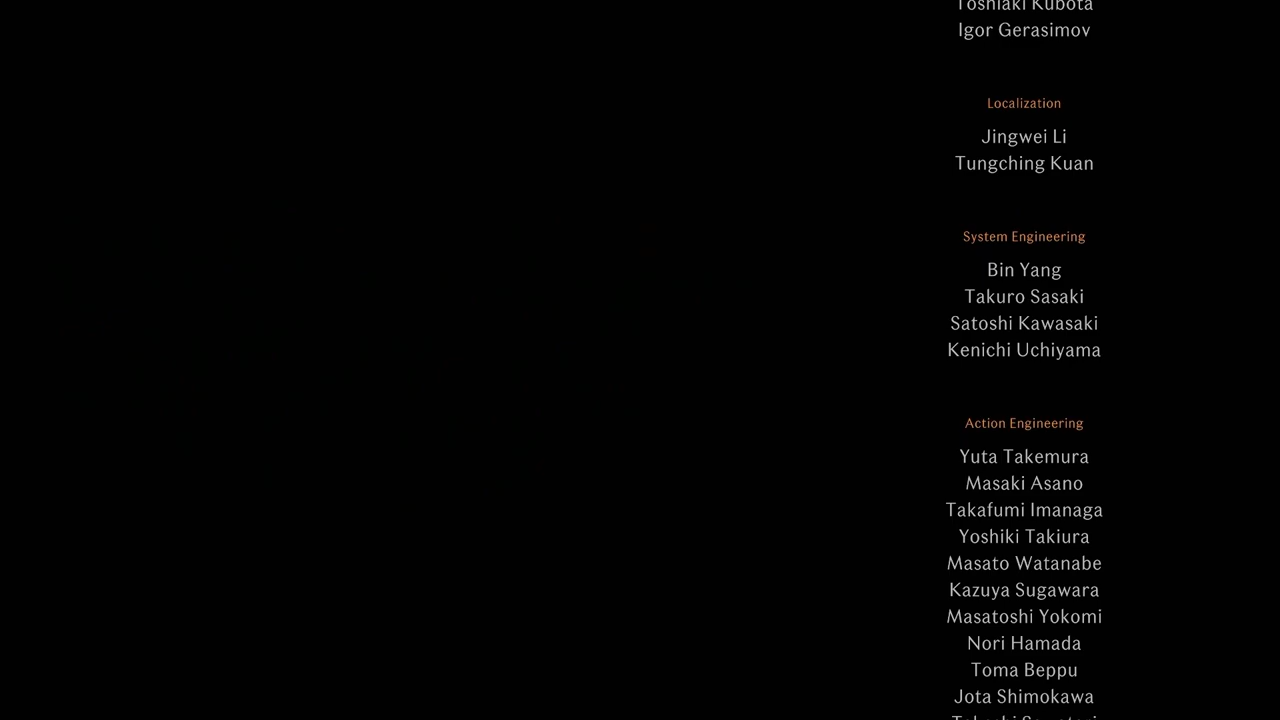 Toshiaki Kubota
Igor Gerasimov
Localization
Jingwei Li
Tungching Kuan
System Engineering
Bin Yang
Takuro Sasaki
Satoshi Kawasaki
Kenichi Uchiyama
Action Engineering
Yuta Takemura
Masaki Asano
Takafumi Imanaga
Yoshiki Takiura
Masato Watanabe
Kazuya Sugawara
Masatoshi Yokomi
Nori Hamada
Toma Beppu
Jota Shimokawa